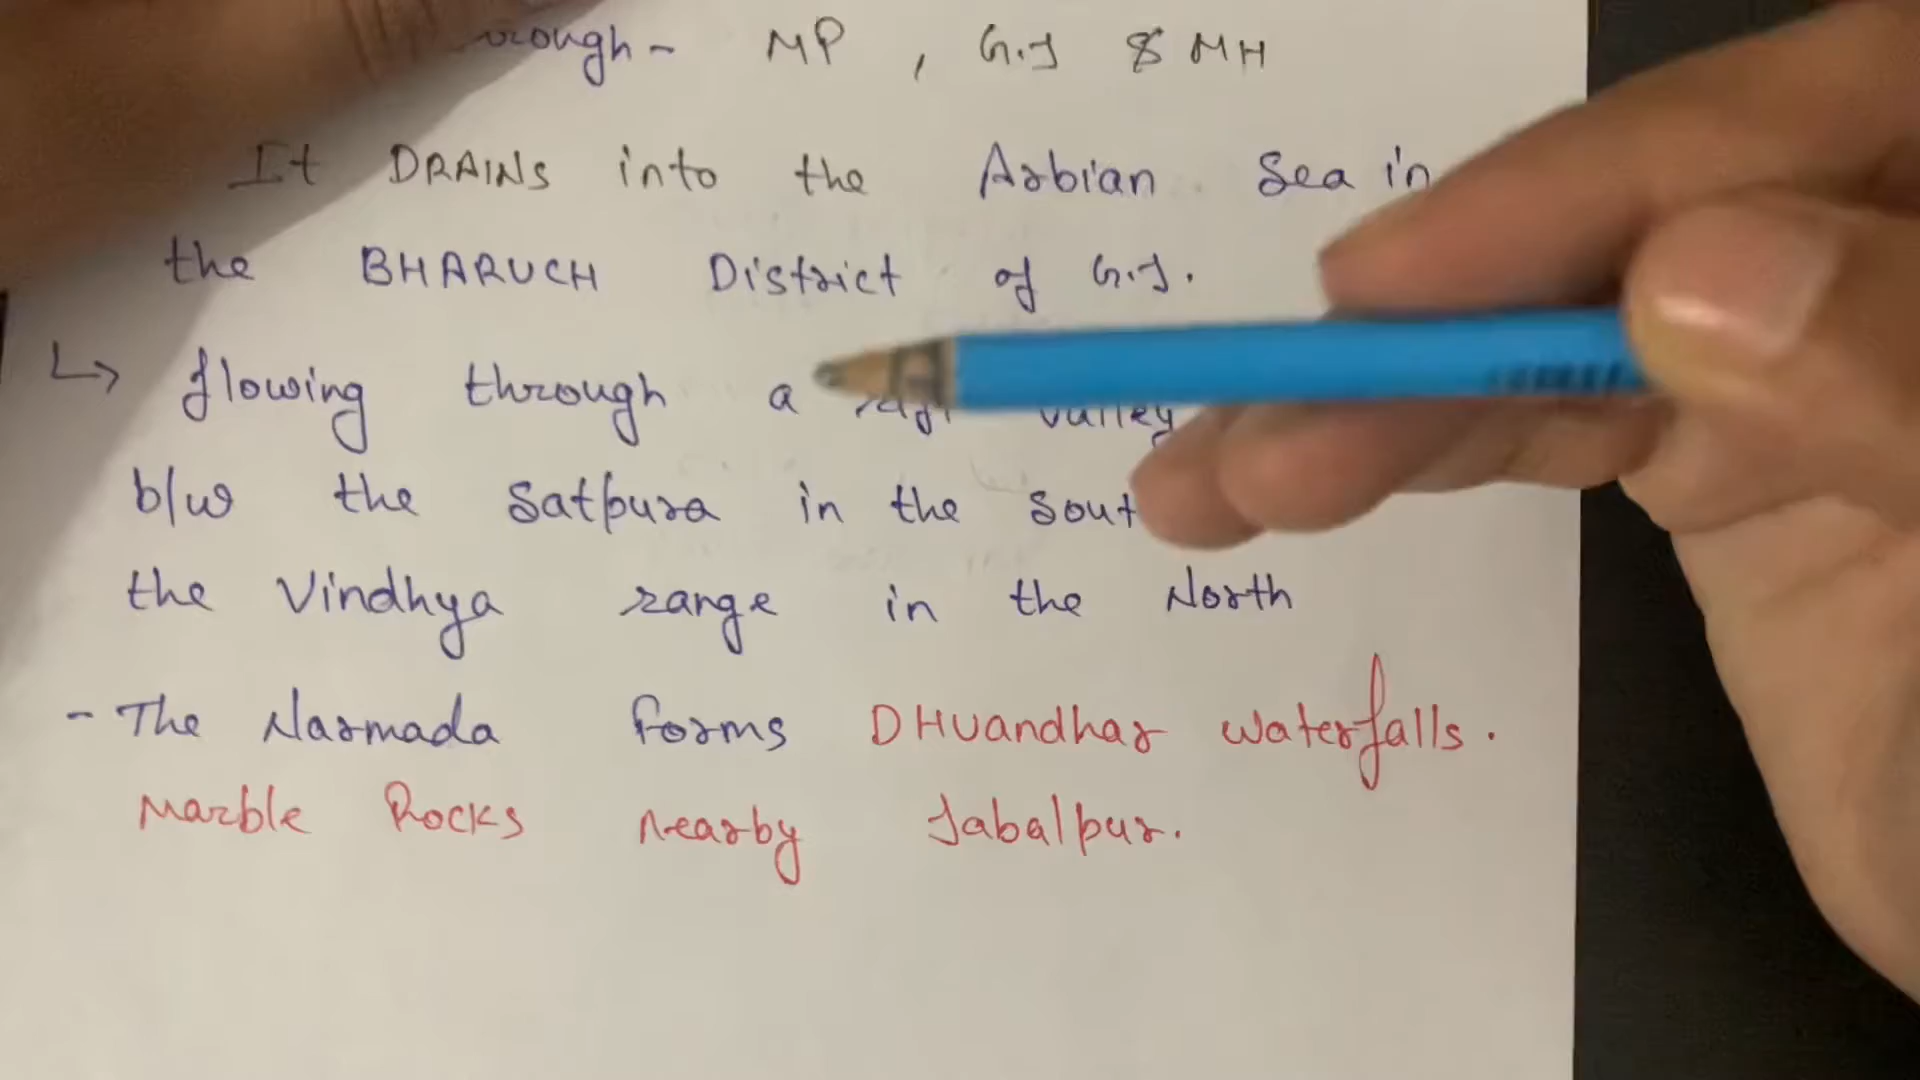 MP, G.J & MH
It DRAINS into the Arbian Sea in
the BHARUCH District of G.J.
↳ flowing through a valley
b/w the Satpura in the
the Vindhya range in the North
- The Narmada forms DHUandhar waterfalls.
Marble Rocks nearby Jabalpur.